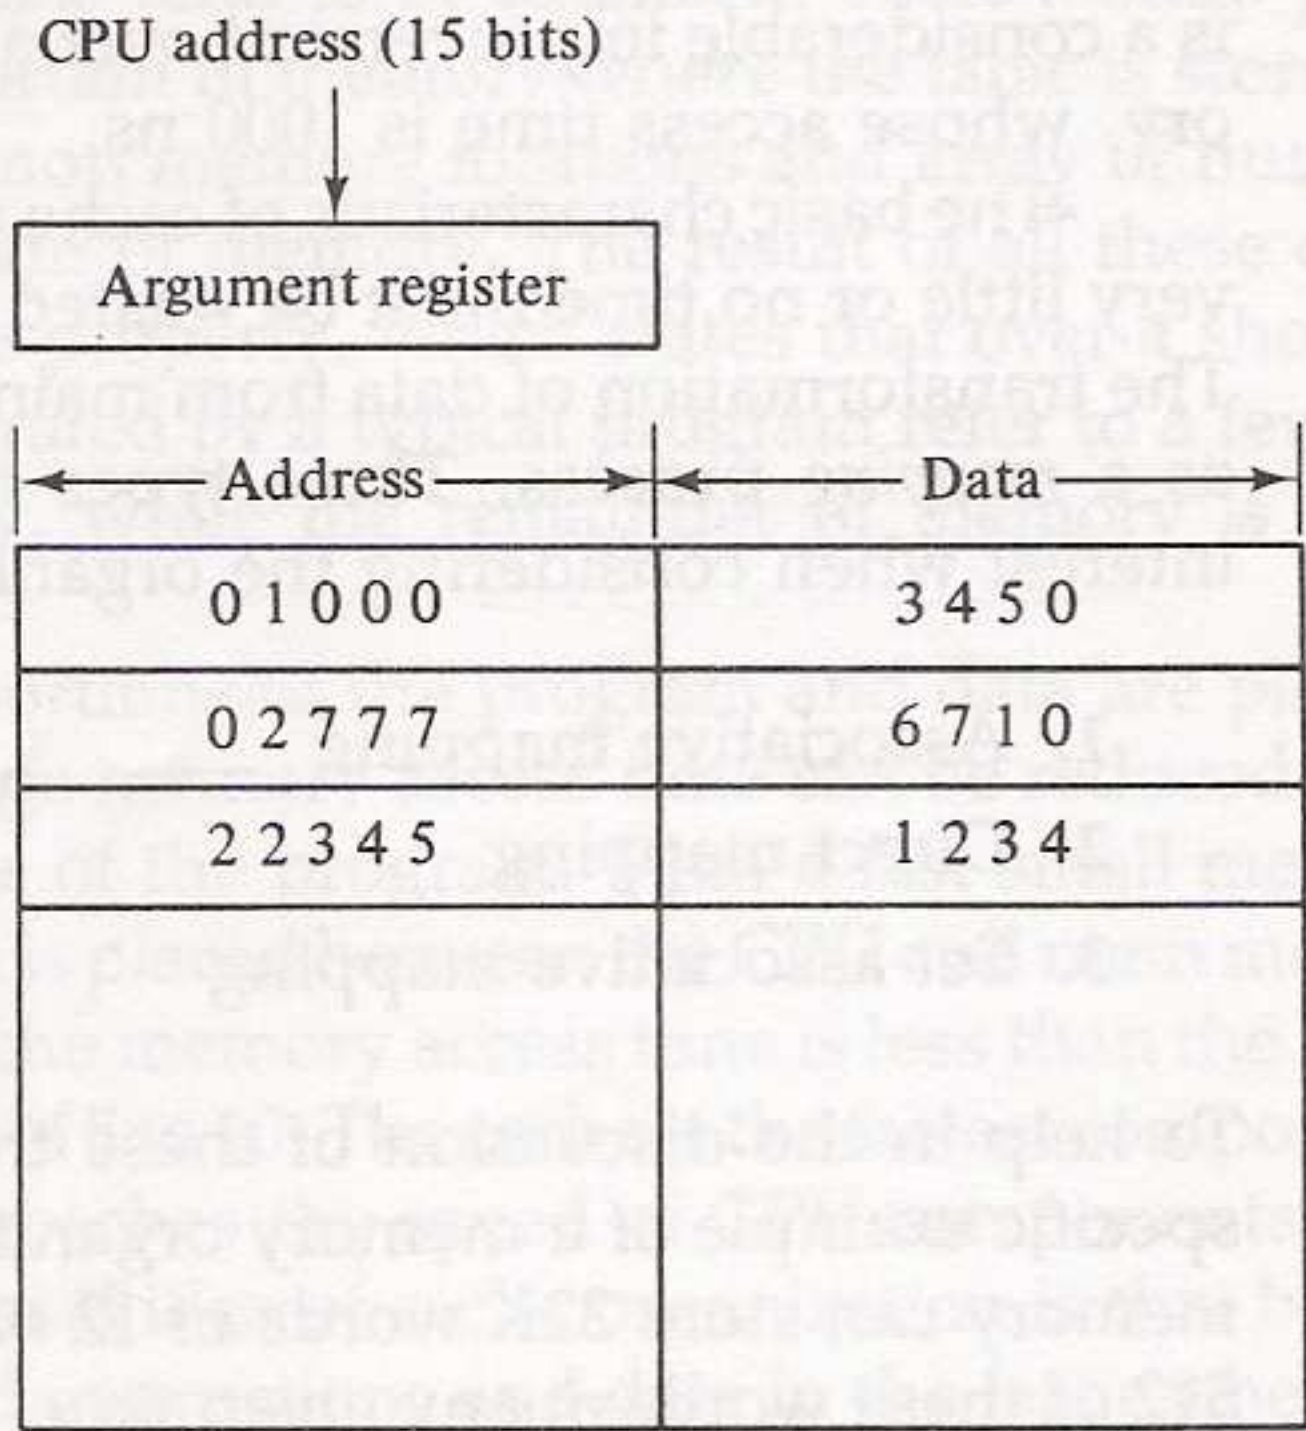 CPU address (15 bits)
Argument register
Address Data
0 1 0 0 0 3 4 5 0
0 2 7 7 7 6 7 1 0
2 2 3 4 5 1 2 3 4